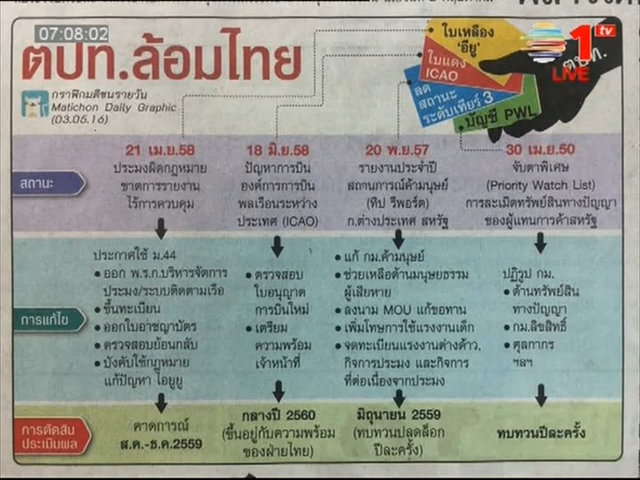 07:08:02
ตปท.ล้อมไทย
กราฟิกมติชนรายวัน
Matichon Daily Graphic
(03.05.16)
ใบเหลือง
'อียู'
ใบแดง
ICAO
ลด
สถานะ
ระดับเทียร์ 3
บัญชี PWL
ตปท.
1
tv
LIVE
สถานะ
21 เม.ย.58
ประมงผิดกฎหมาย
ขาดการรายงาน
ไร้การควบคุม
18 มิ.ย.58
ปัญหาการบิน
องค์การการบิน
พลเรือนระหว่าง
ประเทศ (ICAO)
20 พ.ย.57
รายงานประจำปี
สถานการณ์ค้ามนุษย์
(ทิป รีพอร์ต)
ก.ต่างประเทศ สหรัฐ
30 เม.ย.50
จับตาพิเศษ
(Priority Watch List)
การละเมิดทรัพย์สินทางปัญญา
ของผู้แทนการค้าสหรัฐ
การแก้ไข
ประกาศใช้ ม.44
• ออก พ.ร.ก.บริหารจัดการ
ประมง/ระบบติดตามเรือ
• ขึ้นทะเบียน
• ออกใบอาชญาบัตร
• ตรวจสอบย้อนกลับ
• บังคับใช้กฎหมาย
แก้ปัญหา ไอยูยู
• ตรวจสอบ
ใบอนุญาต
การบินใหม่
• เตรียม
ความพร้อม
เจ้าหน้าที่
• แก้ กม.ค้ามนุษย์
• ช่วยเหลือด้านมนุษยธรรม
ผู้เสียหาย
• ลงนาม MOU แก้ขอทาน
• เพิ่มโทษการใช้แรงงานเด็ก
• จดทะเบียนแรงงานต่างด้าว,
กิจการประมง และกิจการ
ที่ต่อเนื่องจากประมง
ปฏิรูป กม.
• ด้านทรัพย์สิน
ทางปัญญา
• กม.ลิขสิทธิ์
• ศุลกากร
ฯลฯ
การตัดสิน
ประเมินผล
คาดการณ์
ส.ค.-ธ.ค.2559
กลางปี 2560
(ขึ้นอยู่กับความพร้อม
ของฝ่ายไทย)
มิถุนายน 2559
(ทบทวนปลดล็อก
ปีละครั้ง)
ทบทวนปีละครั้ง